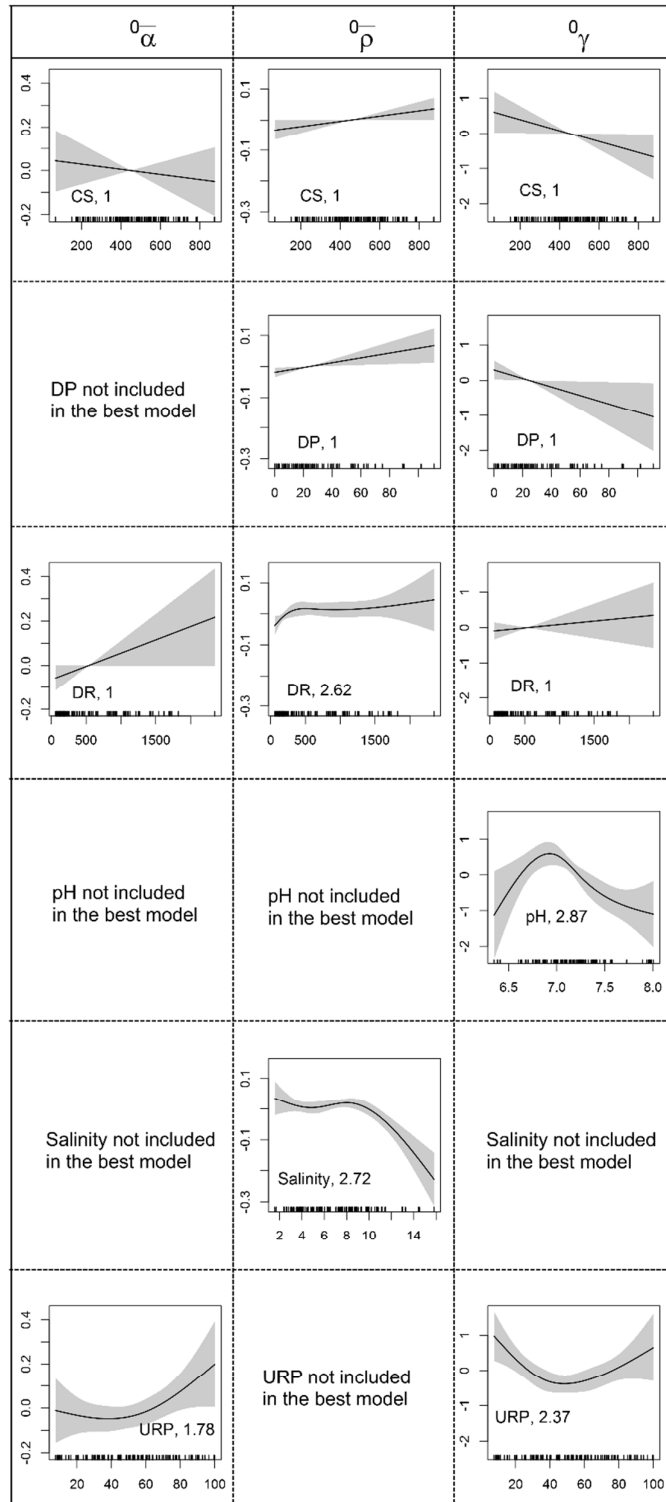 0 α 0 ρ 0 γ
0.4 0.1 1
0.2 -0.1 0
0.0 -0.3 -1
-0.2 -2
CS, 1 CS, 1 CS, 1
200 400 600 800 200 400 600 800 200 400 600 800
DP not included
in the best model
0.1 1
-0.1 0
-0.3 -1
-2
DP, 1 DP, 1
0 20 40 60 80 0 20 40 60 80
0.4 0.1 1
0.2 -0.1 0
0.0 -0.3 -1
-0.2 -2
DR, 1 DR, 2.62 DR, 1
500 1500 0 500 1500 0 500 1500
pH not included
in the best model
pH not included
in the best model
1
0
-1
-2
pH, 2.87
6.5 7.0 7.5 8.0
Salinity not included
in the best model
0.1
-0.1
-0.3
Salinity, 2.72
2 4 6 8 10 14
Salinity not included
in the best model
0.4
0.2
0.0
-0.2
URP, 1.78
0 20 40 60 80 100
URP not included
in the best model
1
0
-1
-2
URP, 2.37
20 40 60 80 100